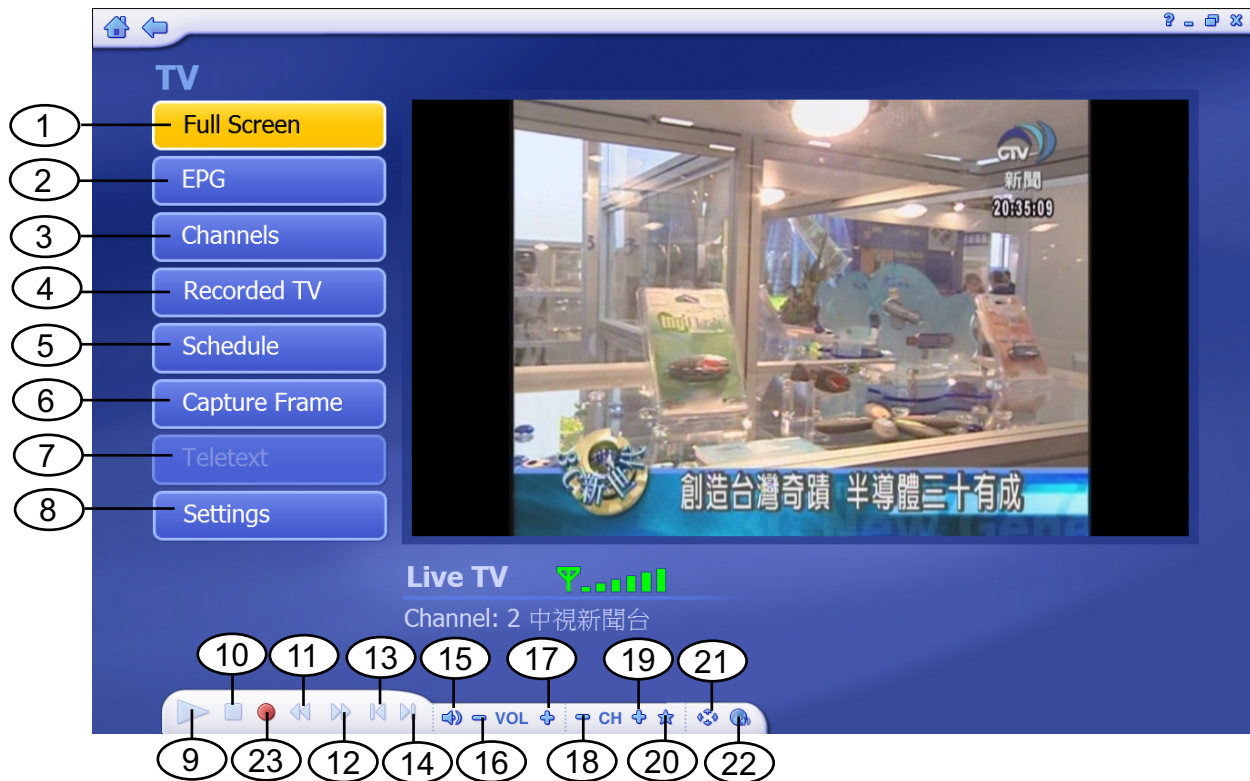 TV
1
Full Screen
2
EPG
3
Channels
4
Recorded TV
5
Schedule
6
Capture Frame
7
Teletext
8
Settings
CTV
新聞
20:35:09
創造台灣奇蹟 半導體三十有成
Live TV
Channel: 2 中視新聞台
10 11 13 15 17 19 21
VOL CH
9 23 12 14 16 18 20 22